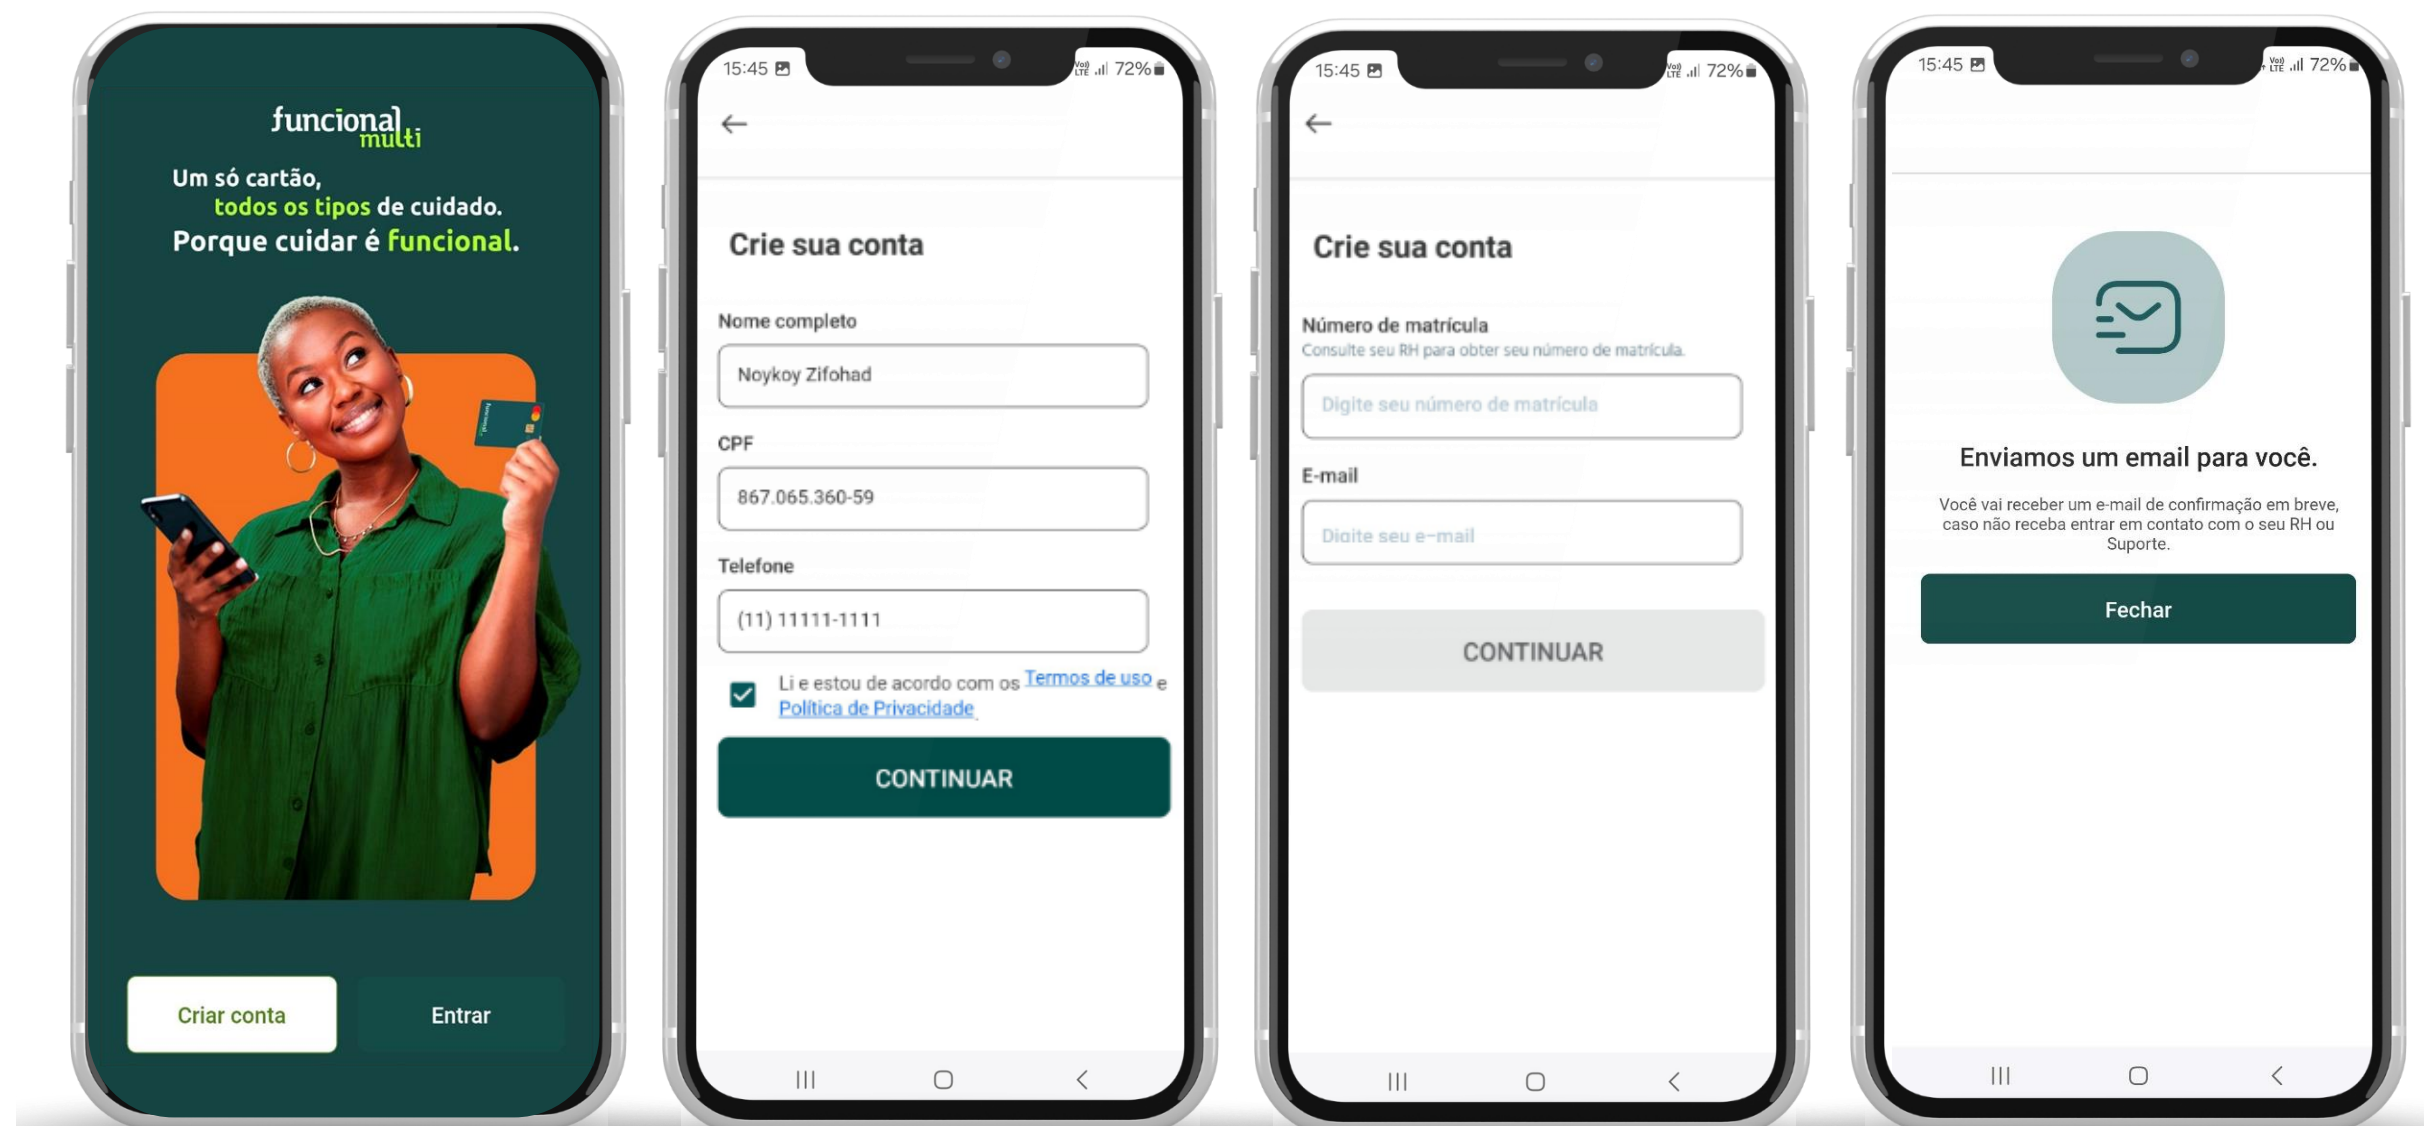 funcional
multi
Um só cartão,
todos os tipos de cuidado.
Porque cuidar é funcional.
funcional
Criar conta
Entrar
15:45
72%
Crie sua conta
Nome completo
Noykoy Zifohad
CPF
867.065.360-59
Telefone
(11) 11111-1111
Li e estou de acordo com os Termos de uso e
Política de Privacidade.
CONTINUAR
15:45
72%
Crie sua conta
Número de matrícula
Consulte seu RH para obter seu número de matrícula.
Digite seu número de matrícula
E-mail
Digite seu e-mail
CONTINUAR
15:45
72%
Enviamos um email para você.
Você vai receber um e-mail de confirmação em breve,
caso não receba entrar em contato com o seu RH ou
Suporte.
Fechar